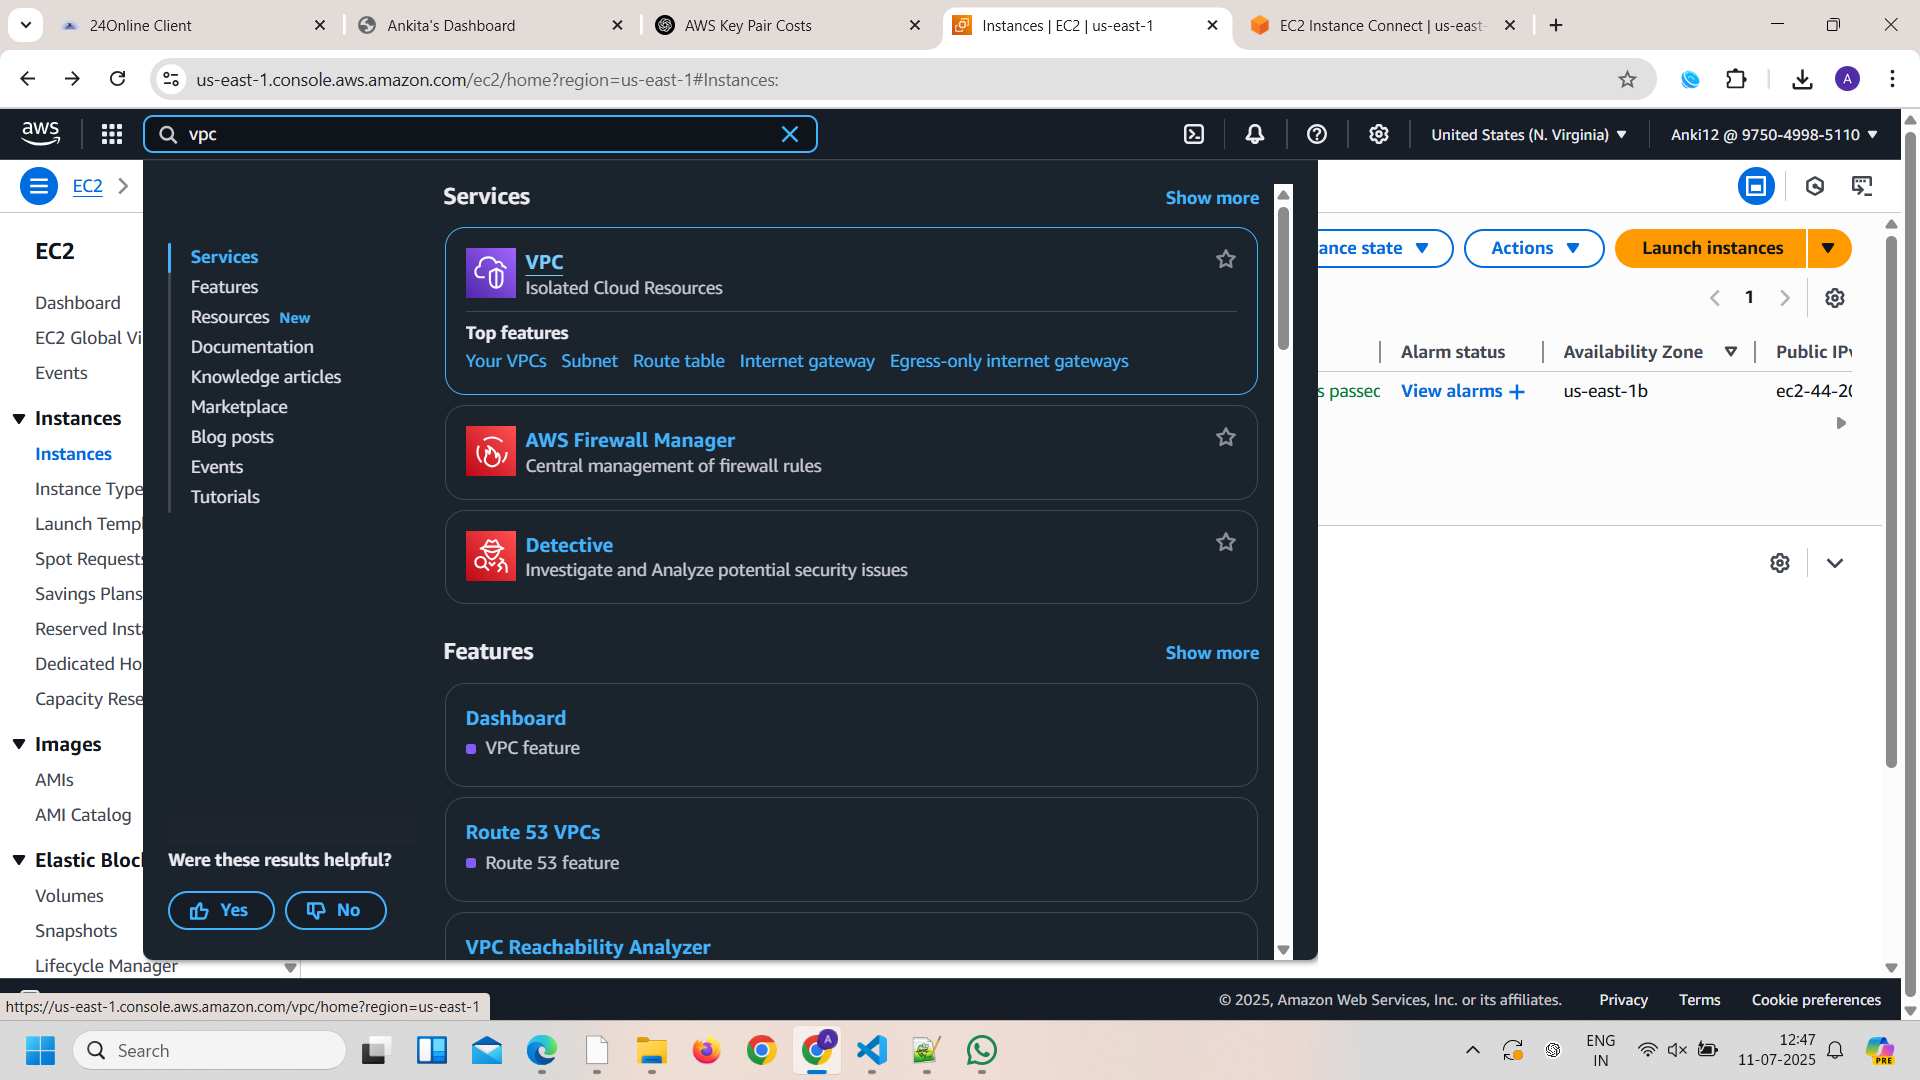 24Online Client
Ankita's Dashboard
AWS Key Pair Costs
Instances | EC2 | us-east-1
EC2 Instance Connect | us-east-
us-east-1.console.aws.amazon.com/ec2/home?region=us-east-1#Instances:
A
aws
vpc
United States (N. Virginia)
Anki12 @ 9750-4998-5110
EC2
EC2
Dashboard
EC2 Global Vi
Events
Instances
Instances
Instance Type
Launch Templ
Spot Requests
Savings Plans
Reserved Insta
Dedicated Ho
Capacity Rese
Images
AMIs
AMI Catalog
Elastic Block
Volumes
Snapshots
Lifecycle Manager
Services
Features
Resources New
Documentation
Knowledge articles
Marketplace
Blog posts
Events
Tutorials
Were these results helpful?
Yes
No
Services
Show more
VPC
Isolated Cloud Resources
Top features
Your VPCs Subnet Route table Internet gateway Egress-only internet gateways
AWS Firewall Manager
Central management of firewall rules
Detective
Investigate and Analyze potential security issues
Features
Show more
Dashboard
VPC feature
Route 53 VPCs
Route 53 feature
VPC Reachability Analyzer
ance state
Actions
Launch instances
1
Alarm status
Availability Zone
Public IPv
s passed
View alarms +
us-east-1b
ec2-44-20
https://us-east-1.console.aws.amazon.com/vpc/home?region=us-east-1
© 2025, Amazon Web Services, Inc. or its affiliates.
Privacy
Terms
Cookie preferences
Search
A
ENG
IN
12:47
11-07-2025
PRE